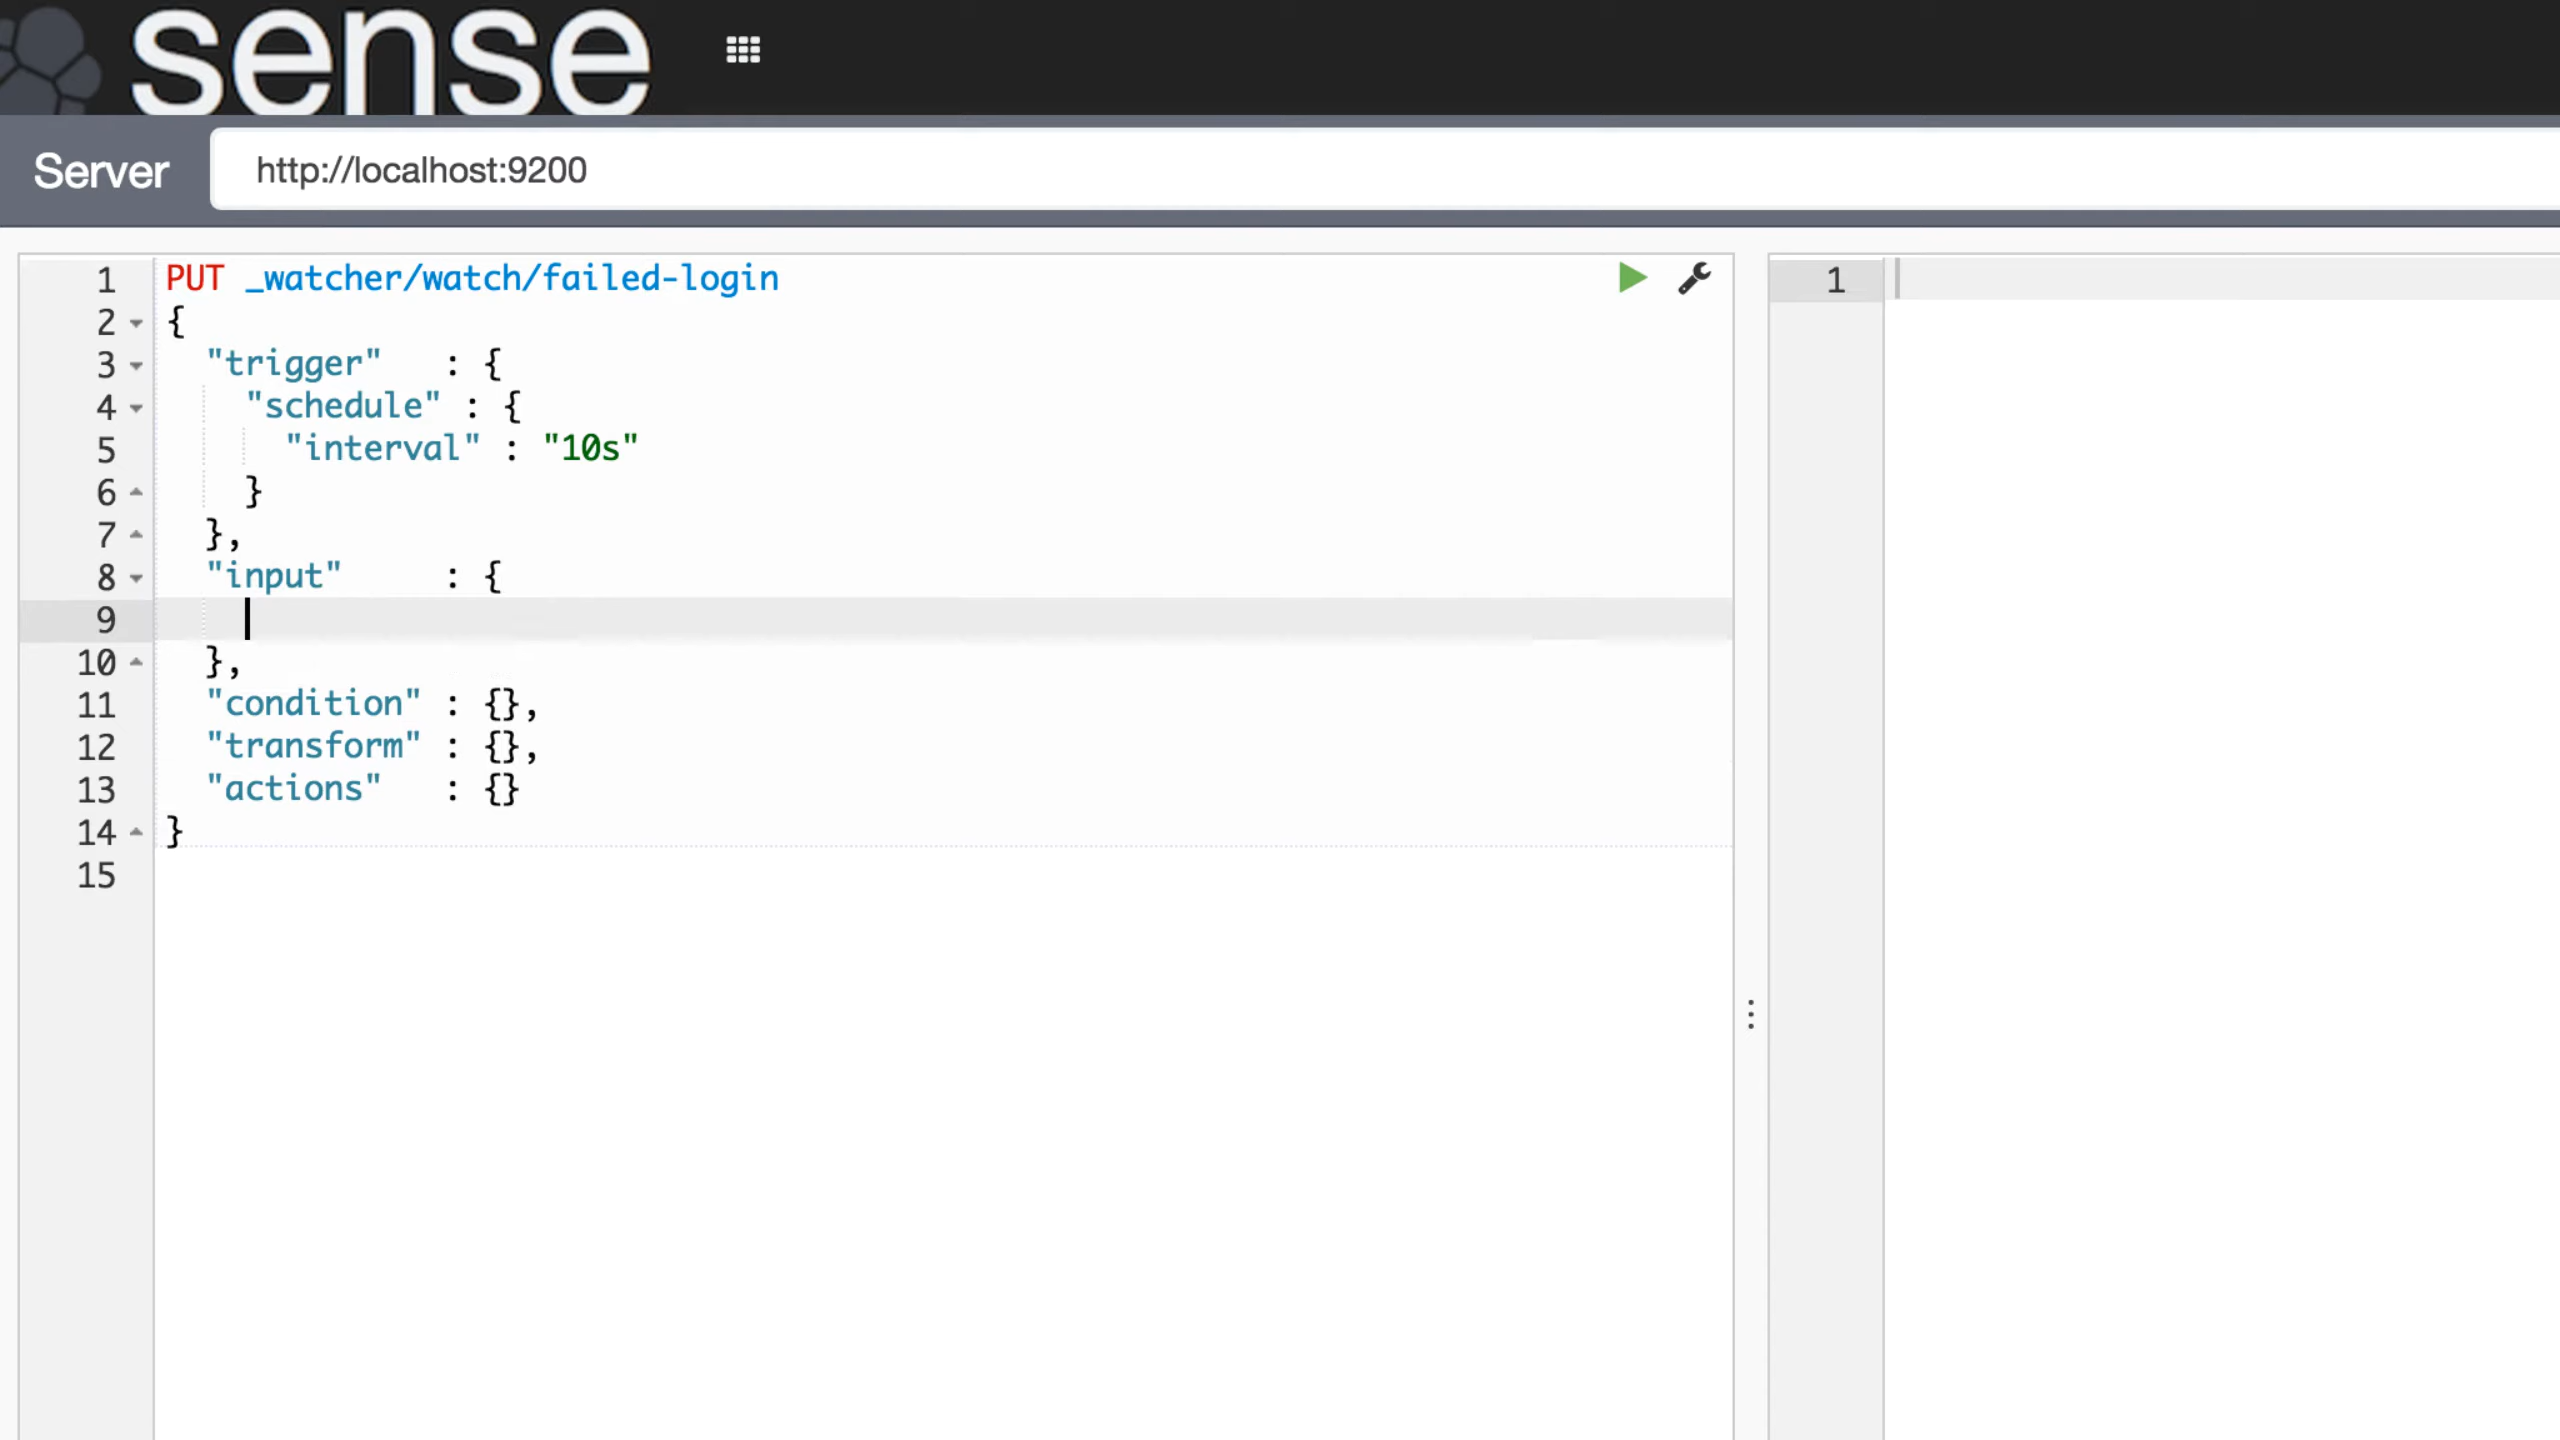 sense
Server http://localhost:9200
1 PUT _watcher/watch/failed-login
2 {
3 "trigger" : {
4 "schedule" : {
5 "interval" : "10s"
6 }
7 },
8 "input" : {
9
10 },
11 "condition" : {},
12 "transform" : {},
13 "actions" : {}
14 }
15
1